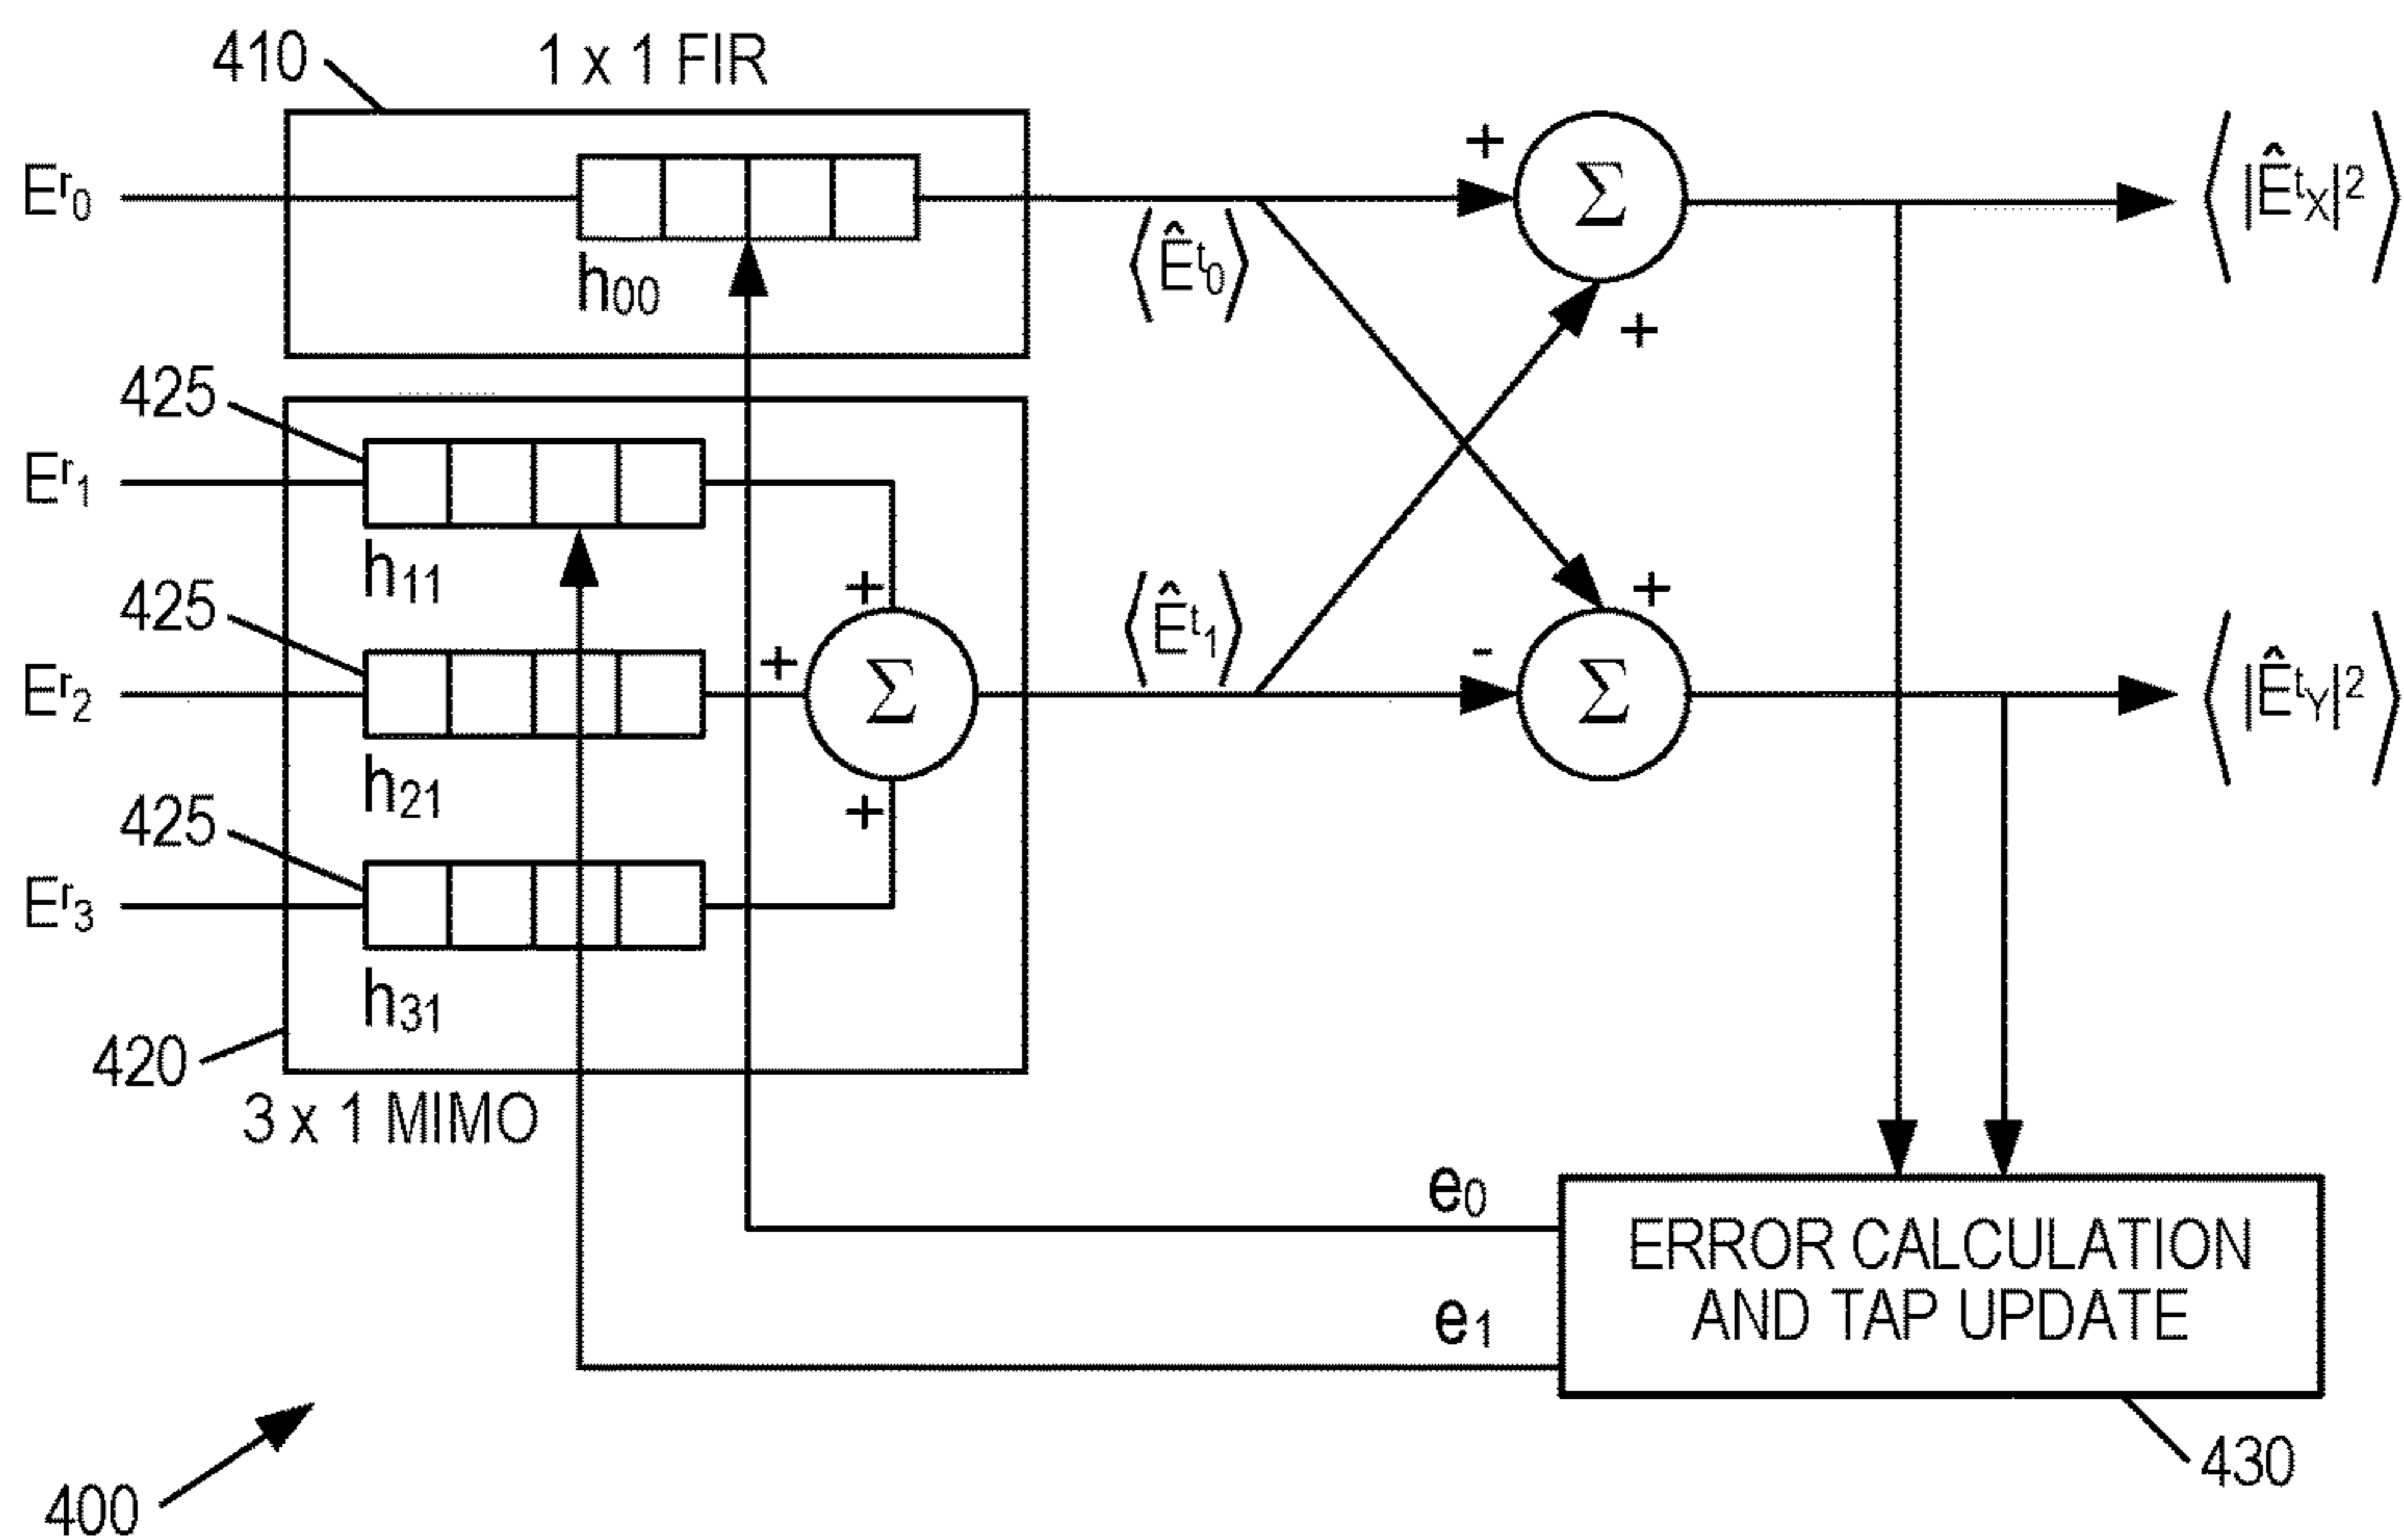 410
1 x 1 FIR
Er0
h00
⟨Êt0⟩
+
Σ
+
⟨|ÊtX|2⟩
425
Er1
h11
+
425
Er2
h21
+
Σ
⟨Êt1⟩
-
+
Σ
⟨|ÊtY|2⟩
425
Er3
h31
+
420
3 x 1 MIMO
e0
e1
ERROR CALCULATION
AND TAP UPDATE
430
400